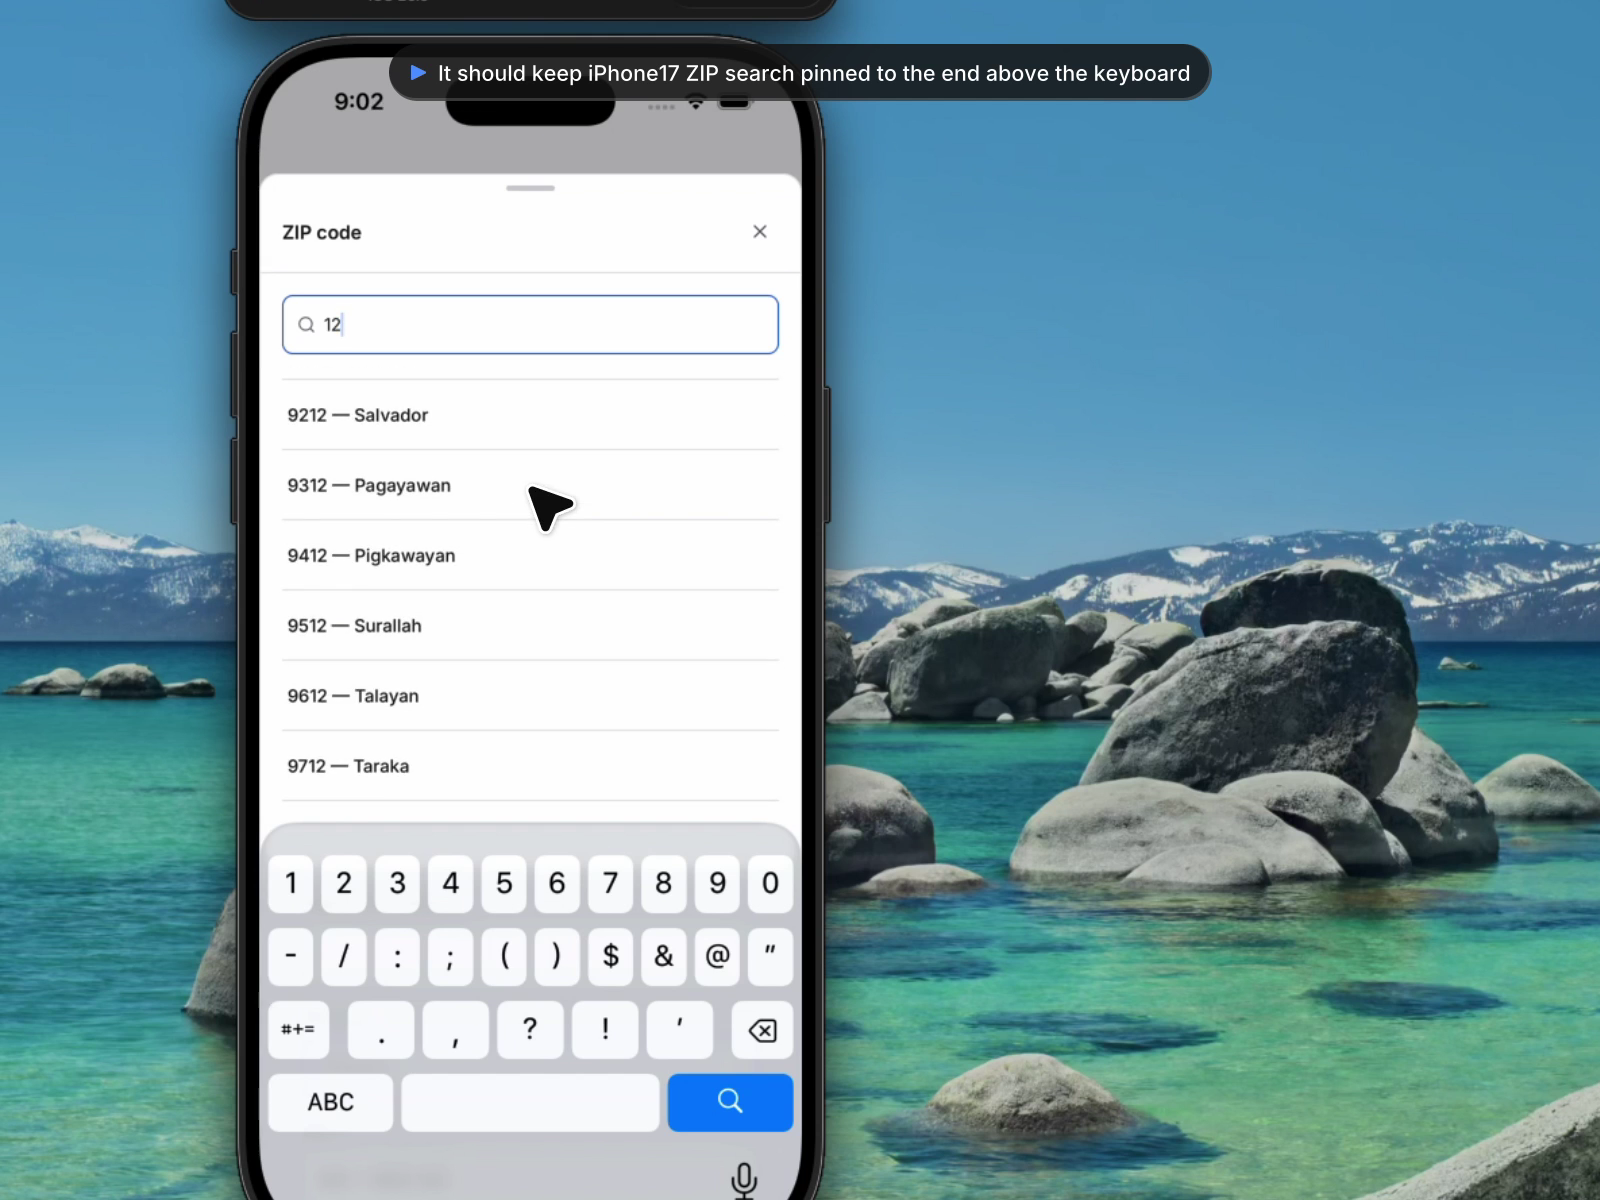 It should keep iPhone17 ZIP search pinned to the end above the keyboard
9:02
ZIP code
12
9212 — Salvador
9312 — Pagayawan
9412 — Pigkawayan
9512 — Surallah
9612 — Talayan
9712 — Taraka
1 2 3 4 5 6 7 8 9 0
- / : ; ( ) $ & @ "
#+= . , ? ! '
ABC